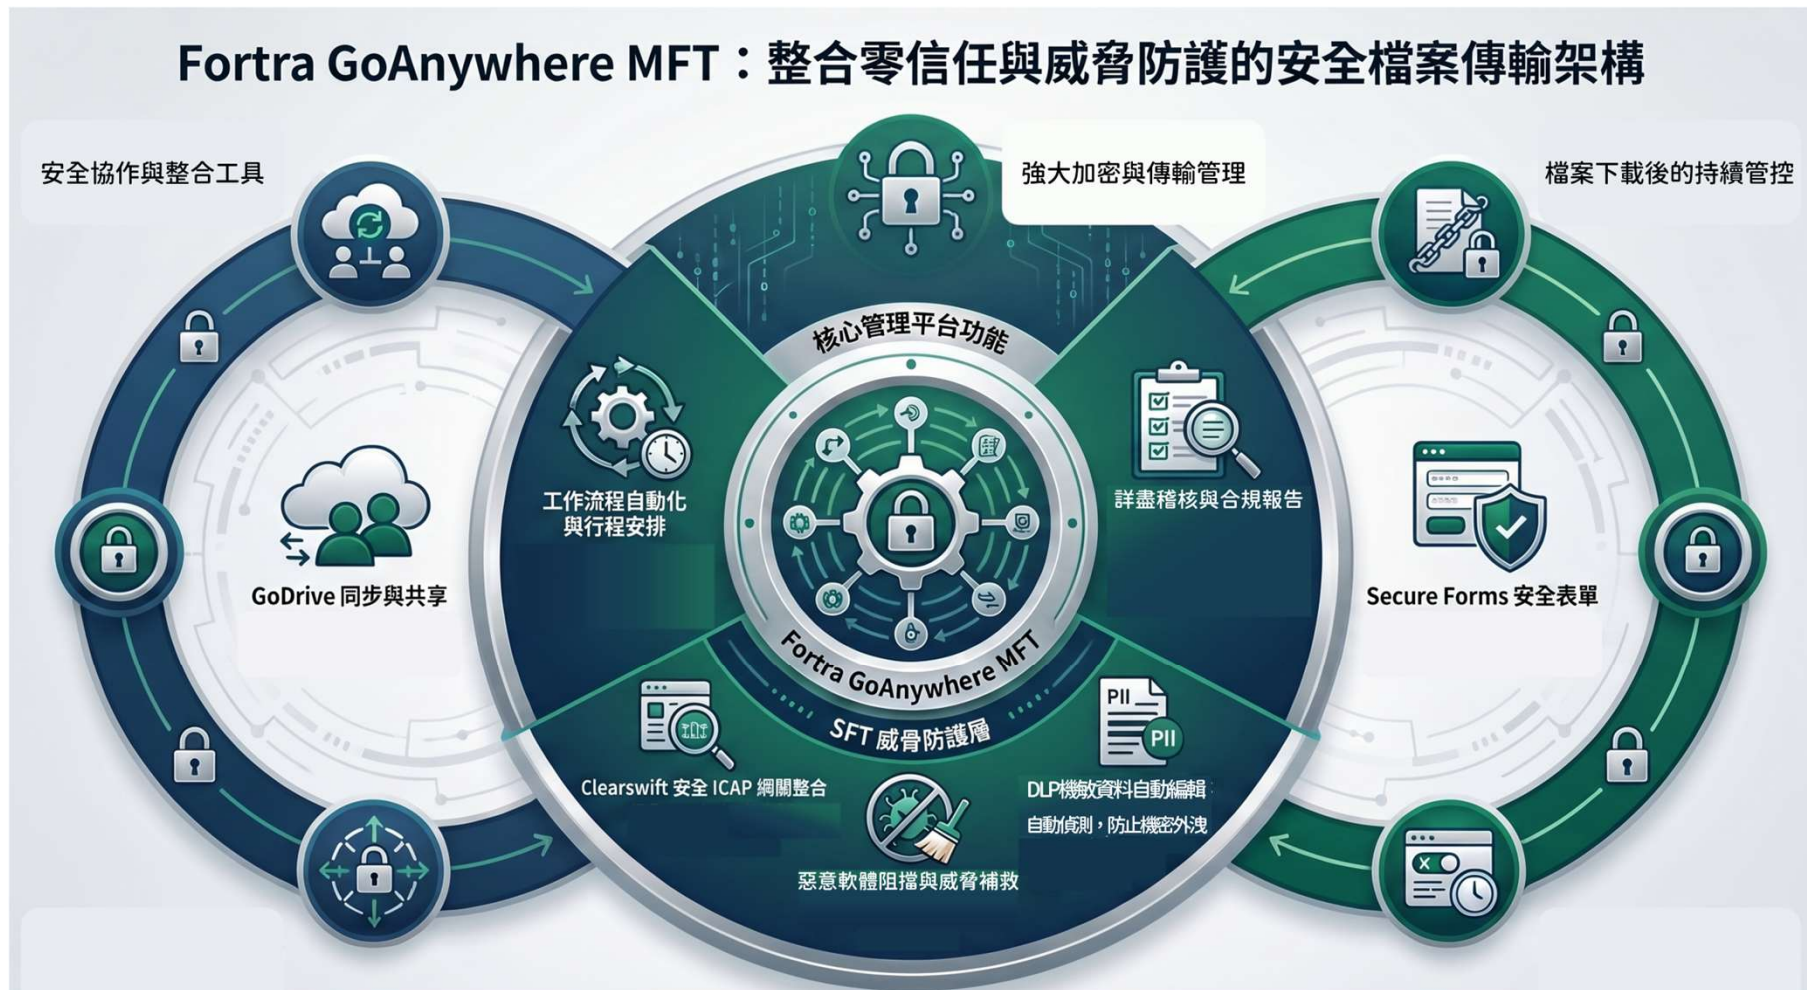 Fortra GoAnywhere MFT：整合零信任與威脅防護的安全檔案傳輸架構
安全協作與整合工具
強大加密與傳輸管理
檔案下載後的持續管控
核心管理平台功能
工作流程自動化
與行程安排
詳盡稽核與合規報告
GoDrive 同步與共享
Secure Forms 安全表單
Fortra GoAnywhere MFT
SFT 威骨防護層
PII
PII
Clearswift 安全 ICAP 網關整合
DLP機敏資料自動編輯：
自動偵測，防止機密外洩
惡意軟體阻擋與威脅補救